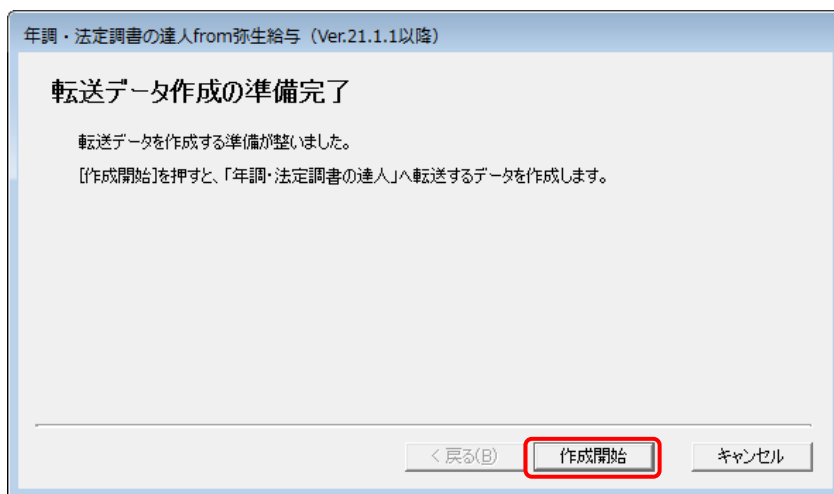 年調・法定調書の達人from弥生給与（Ver.21.1.1以降）
転送データ作成の準備完了
転送データを作成する準備が整いました。
[作成開始]を押すと、「年調・法定調書の達人」へ転送するデータを作成します。
< 戻る(B) 作成開始 キャンセル